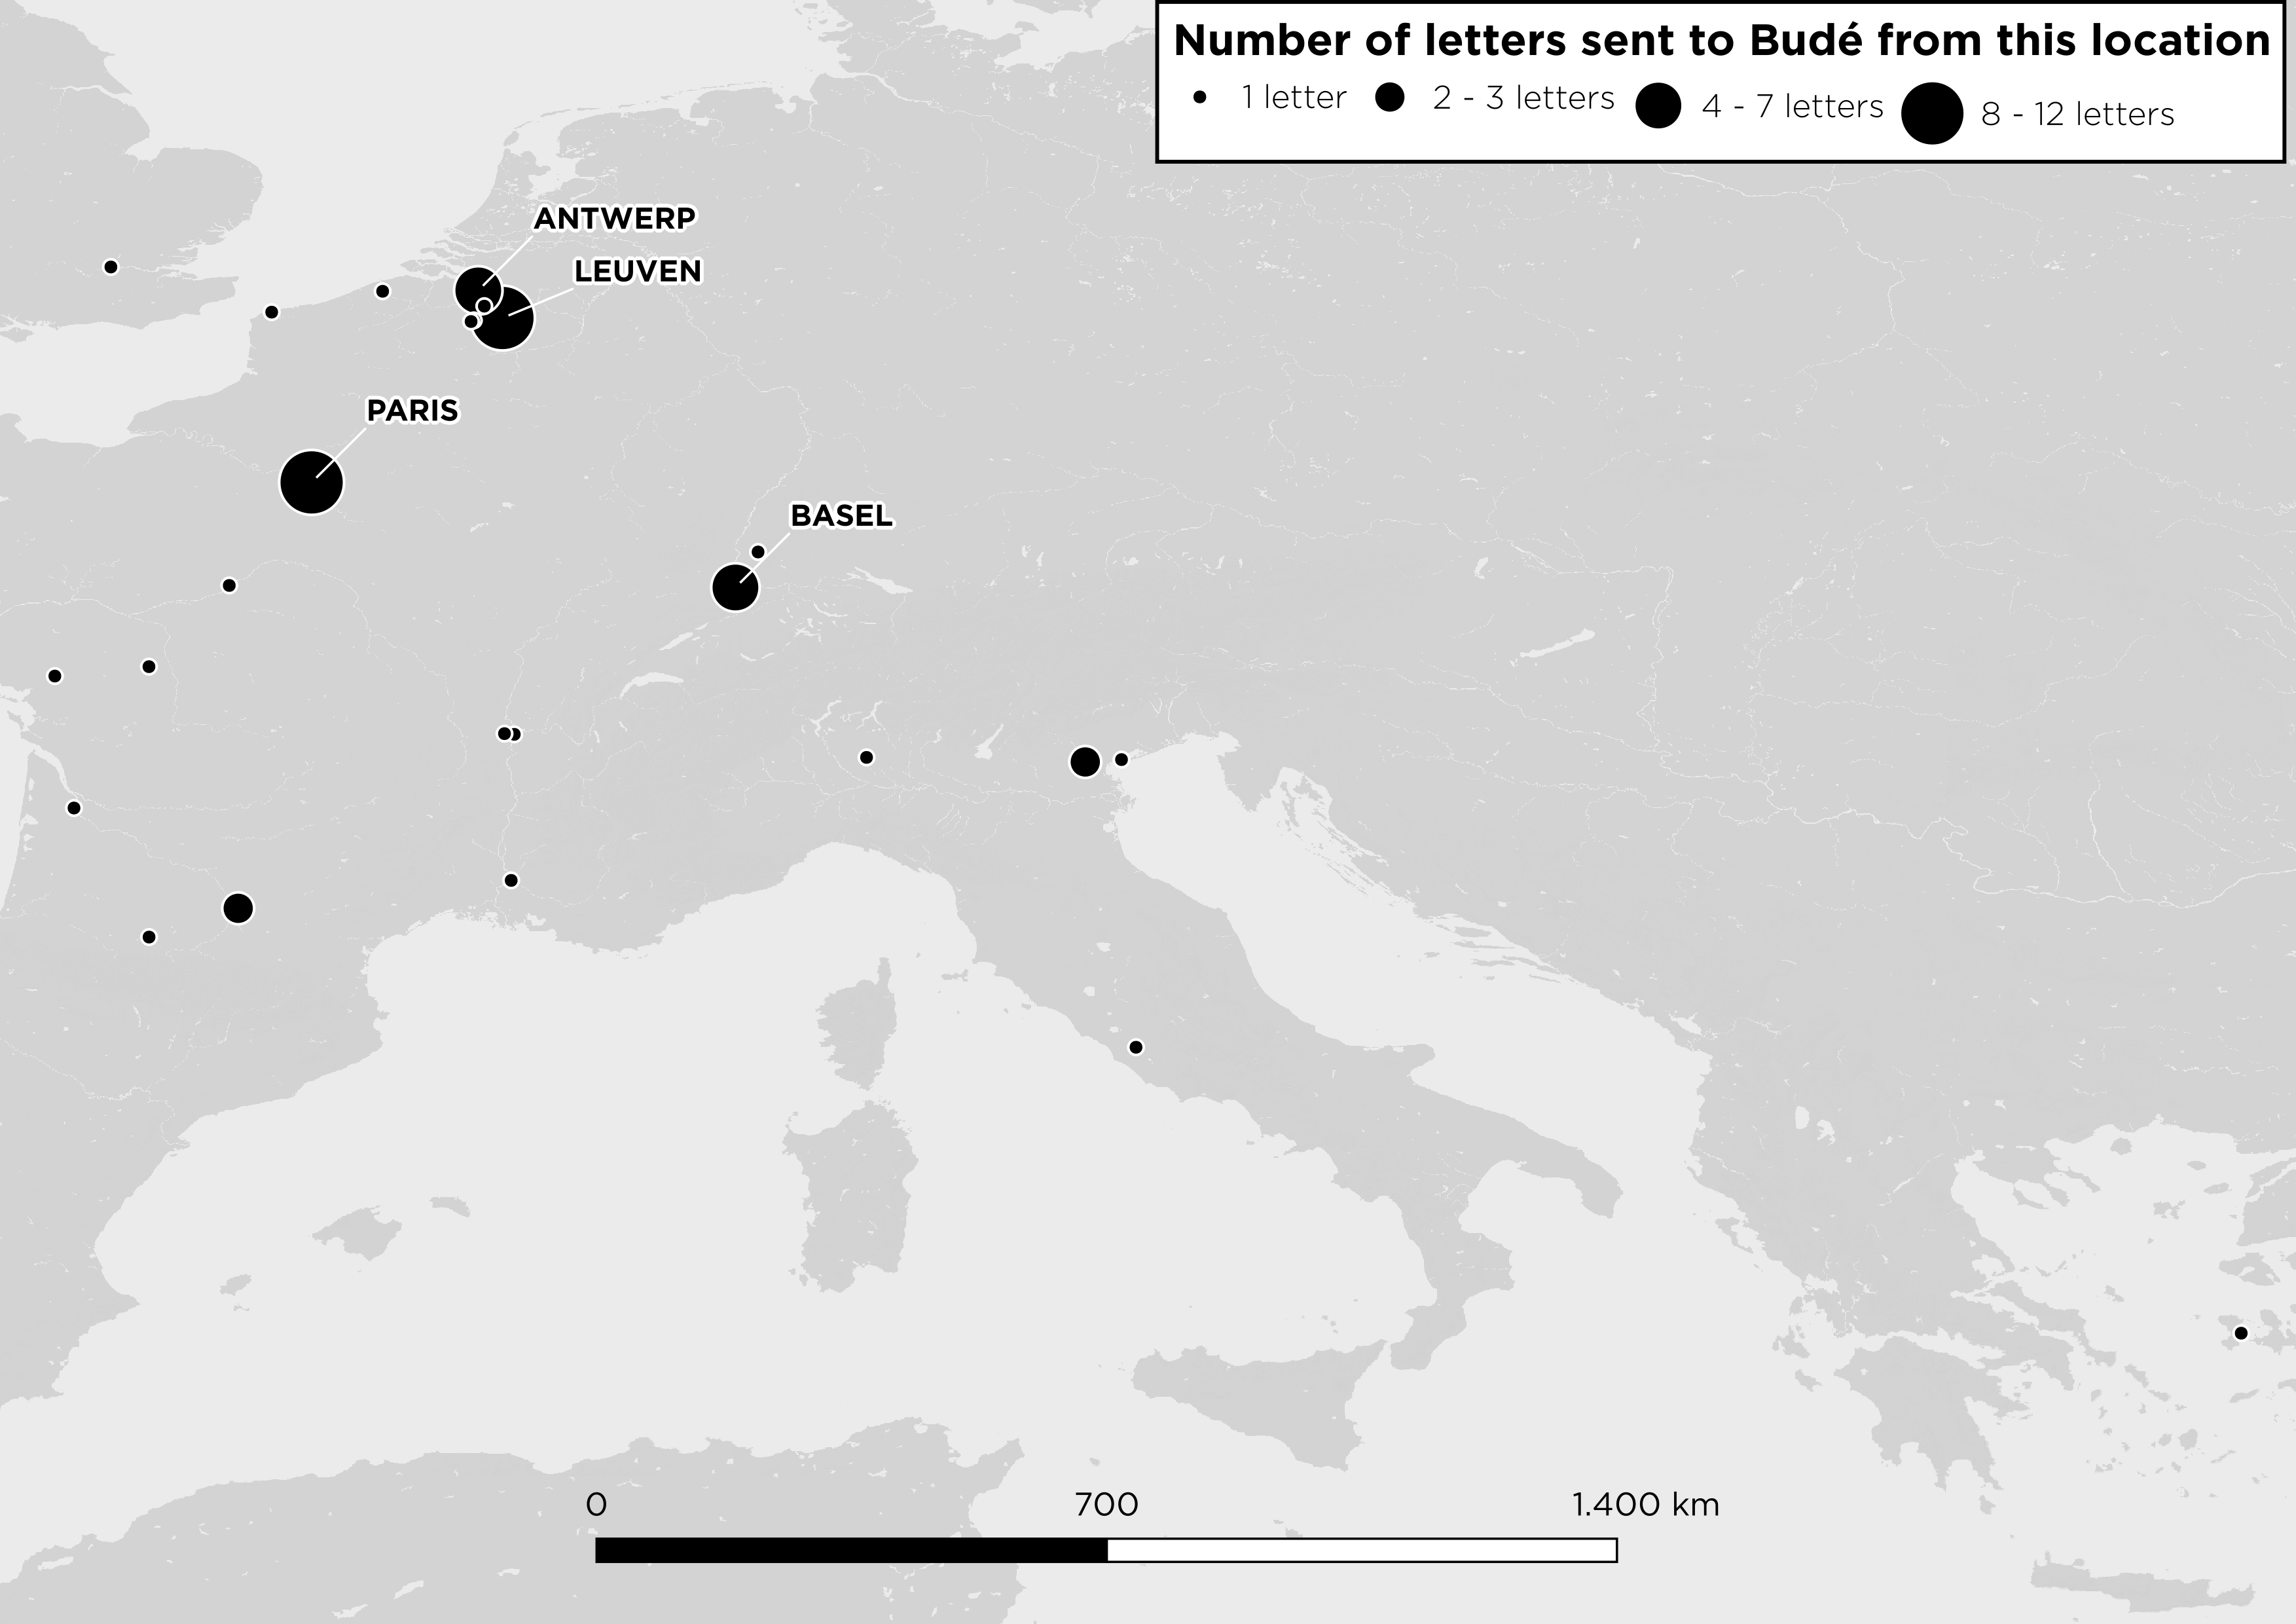 Number of letters sent to Budé from this location
1 letter 2 - 3 letters 4 - 7 letters 8 - 12 letters
ANTWERP
LEUVEN
PARIS
BASEL
0 700 1.400 km